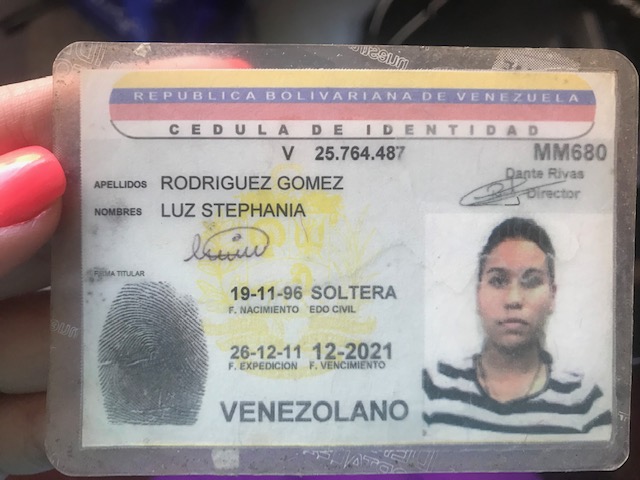 REPUBLICA BOLIVARIANA DE VENEZUELA
CEDULA DE IDENTIDAD
V 25.764.487 MM680
Dante Rivas
Director
APELLIDOS RODRIGUEZ GOMEZ
NOMBRES LUZ STEPHANIA
FIRMA TITULAR
19-11-96 SOLTERA
F. NACIMIENTO EDO CIVIL
26-12-11 12-2021
F. EXPEDICION F. VENCIMIENTO
VENEZOLANO